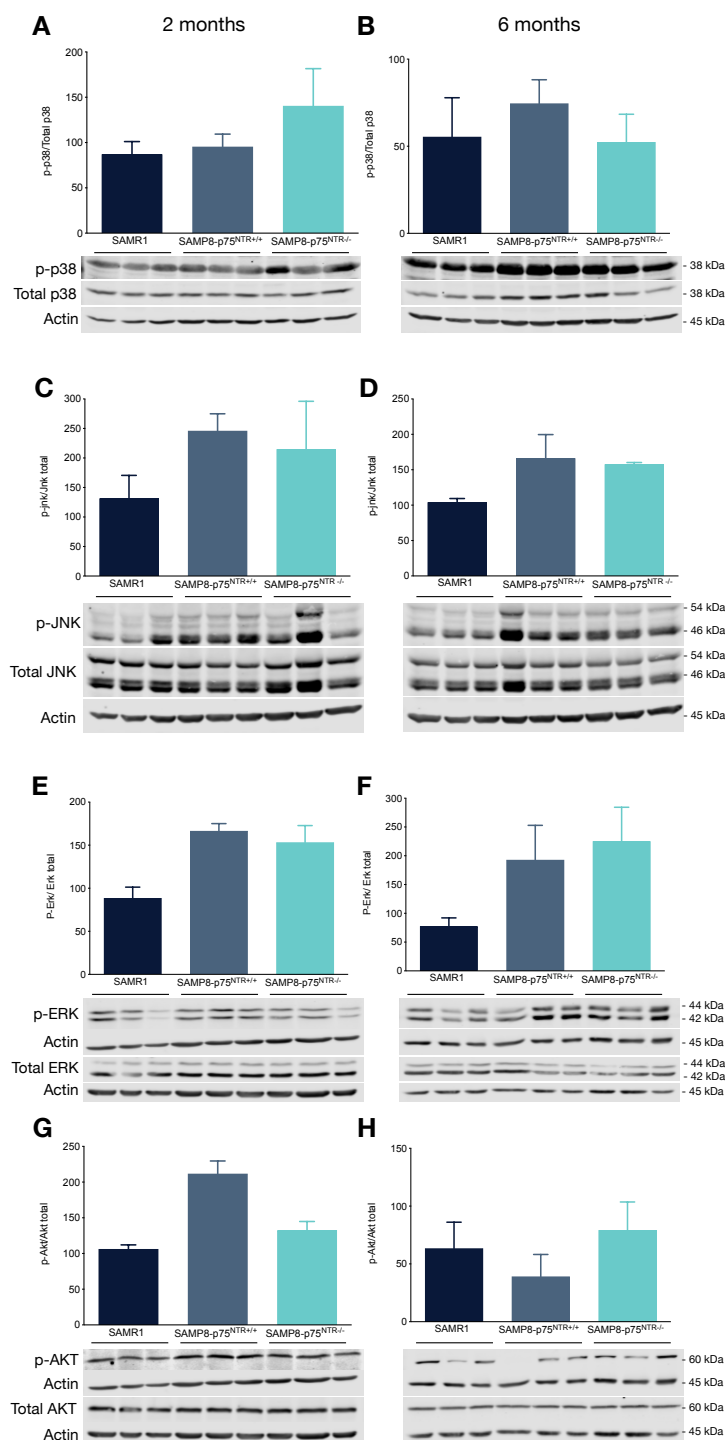 A 2 months B 6 months
p-p38/Total p38
200
150
100
50
0
SAMR1 SAMP8-p75NTR+/+ SAMP8-p75NTR-/-
p-p38/Total p38
100
50
0
SAMR1 SAMP8-p75NTR+/+ SAMP8-p75NTR-/-
p-p38 - 38 kDa
Total p38 - 38 kDa
Actin - 45 kDa
C D
p-jnk/Jnk total
300
250
200
150
100
50
0
SAMR1 SAMP8-p75NTR+/+ SAMP8-p75NTR -/-
p-jnk/Jnk total
250
200
150
100
50
0
SAMR1 SAMP8-p75NTR+/+ SAMP8-p75NTR -/-
- 54 kDa
p-JNK - 46 kDa
- 54 kDa
Total JNK - 46 kDa
Actin - 45 kDa
E F
P-Erk/ Erk total
200
150
100
50
0
SAMR1 SAMP8-p75NTR+/+ SAMP8-p75NTR-/-
P-Erk/ Erk total
300
250
200
150
100
50
0
SAMR1 SAMP8-p75NTR+/+ SAMP8-p75NTR-/-
- 44 kDa
p-ERK - 42 kDa
Actin - 45 kDa
Total ERK - 44 kDa
- 42 kDa
Actin - 45 kDa
G H
p-Akt/Akt total
250
200
150
100
50
0
SAMR1 SAMP8-p75NTR+/+ SAMP8-p75NTR-/-
p-Akt/Akt total
150
100
50
0
SAMR1 SAMP8-p75NTR+/+ SAMP8-p75NTR-/-
p-AKT - 60 kDa
Actin - 45 kDa
Total AKT - 60 kDa
Actin - 45 kDa